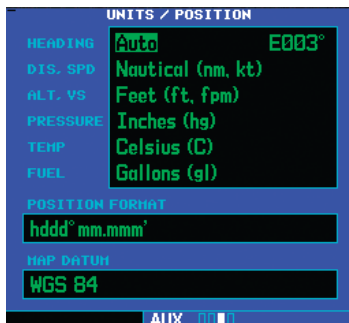 UNITS / POSITION
HEADING Auto E003°
DIS, SPD Nautical (nm, kt)
ALT, VS Feet (ft, fpm)
PRESSURE Inches (hg)
TEMP Celsius (C)
FUEL Gallons (gl)
POSITION FORMAT
hddd° mm.mmm'
MAP DATUM
WGS 84
AUX